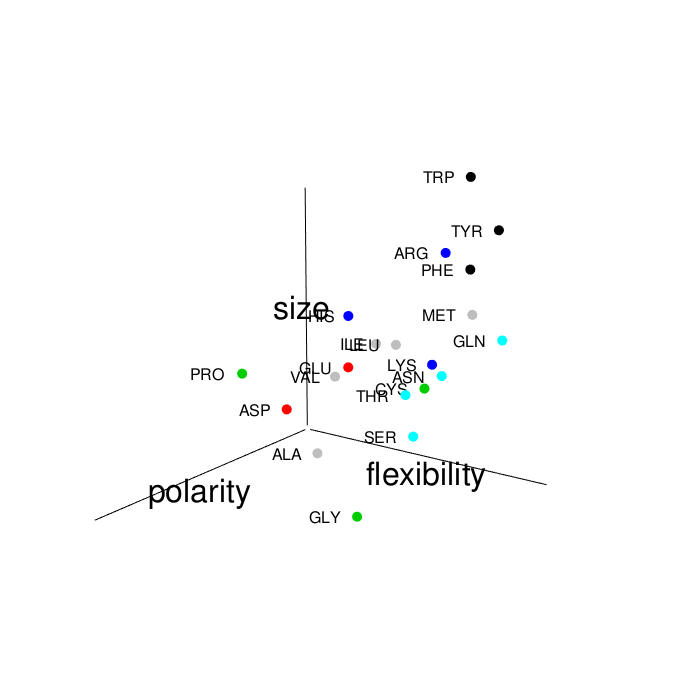 TRP
TYR
ARG
PHE
size
HIS
MET
GLN
ILE
LEU
GLU
LYS
PRO
VAL
ASN
CYS
THR
ASP
SER
ALA
flexibility
polarity
GLY